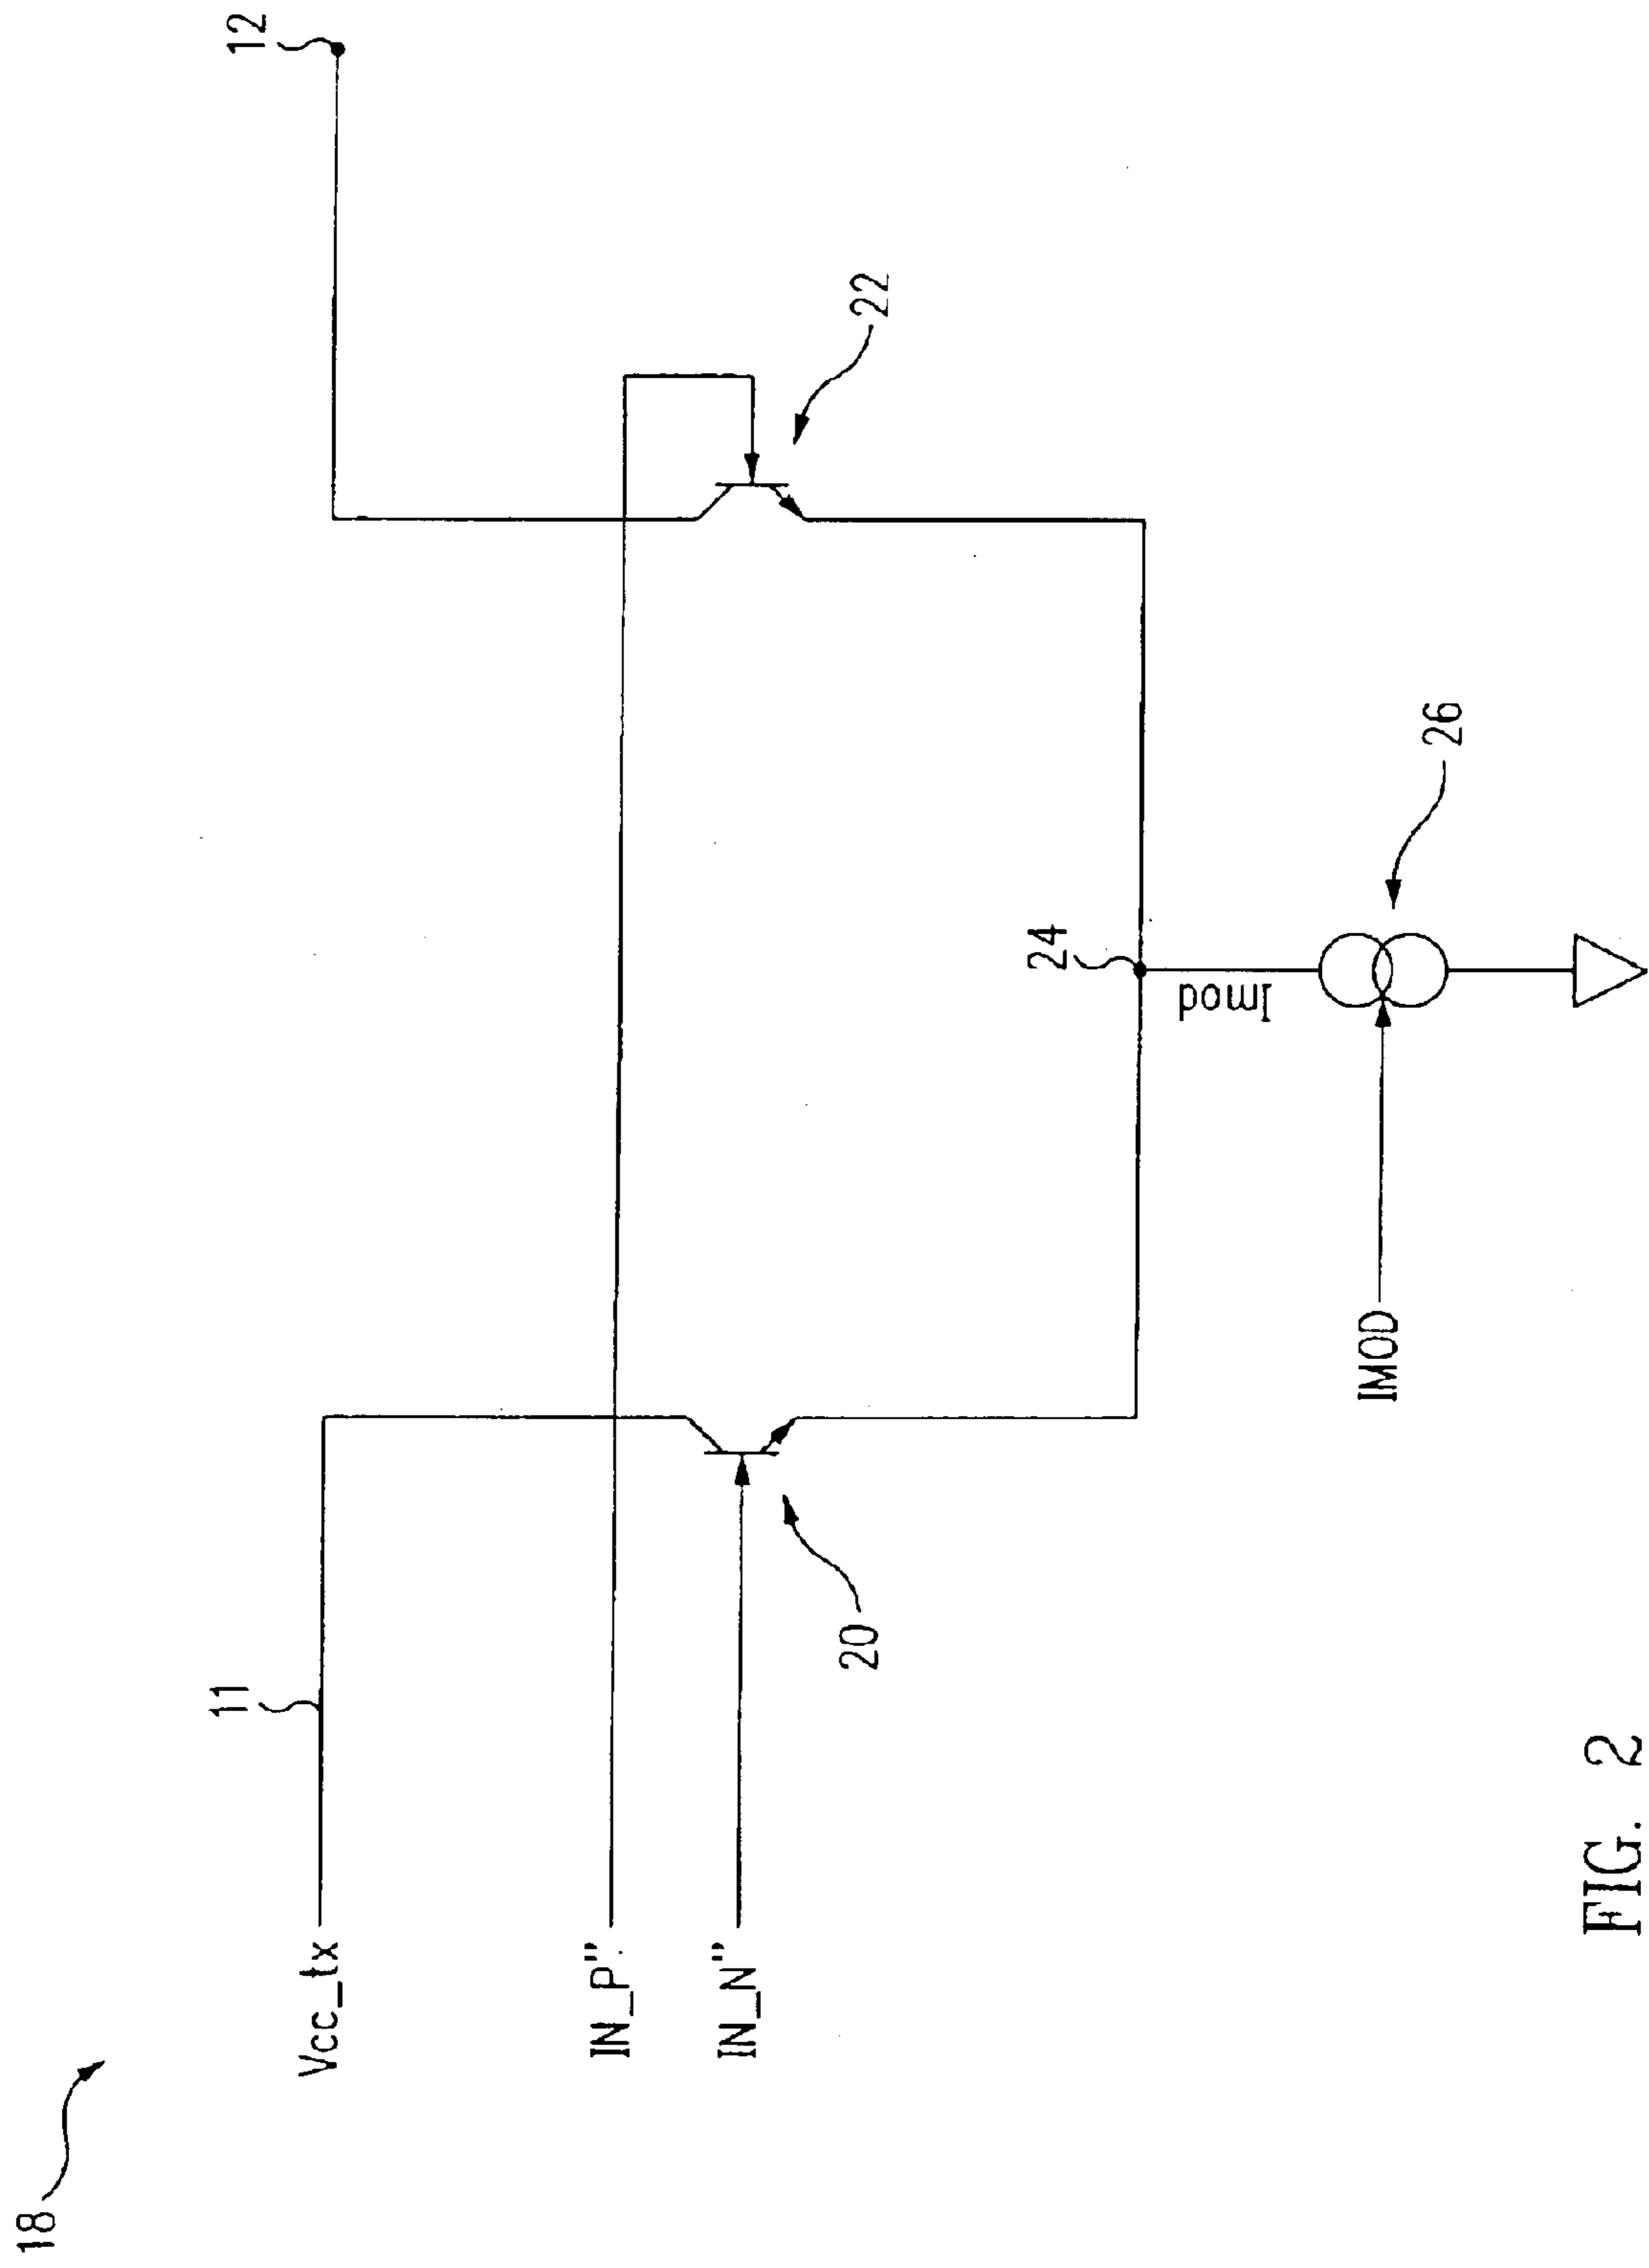 18
12
11
Vcc_tx
IN_P"
IN_N"
22
20
24
Imod
26
IMOD
FIG. 2